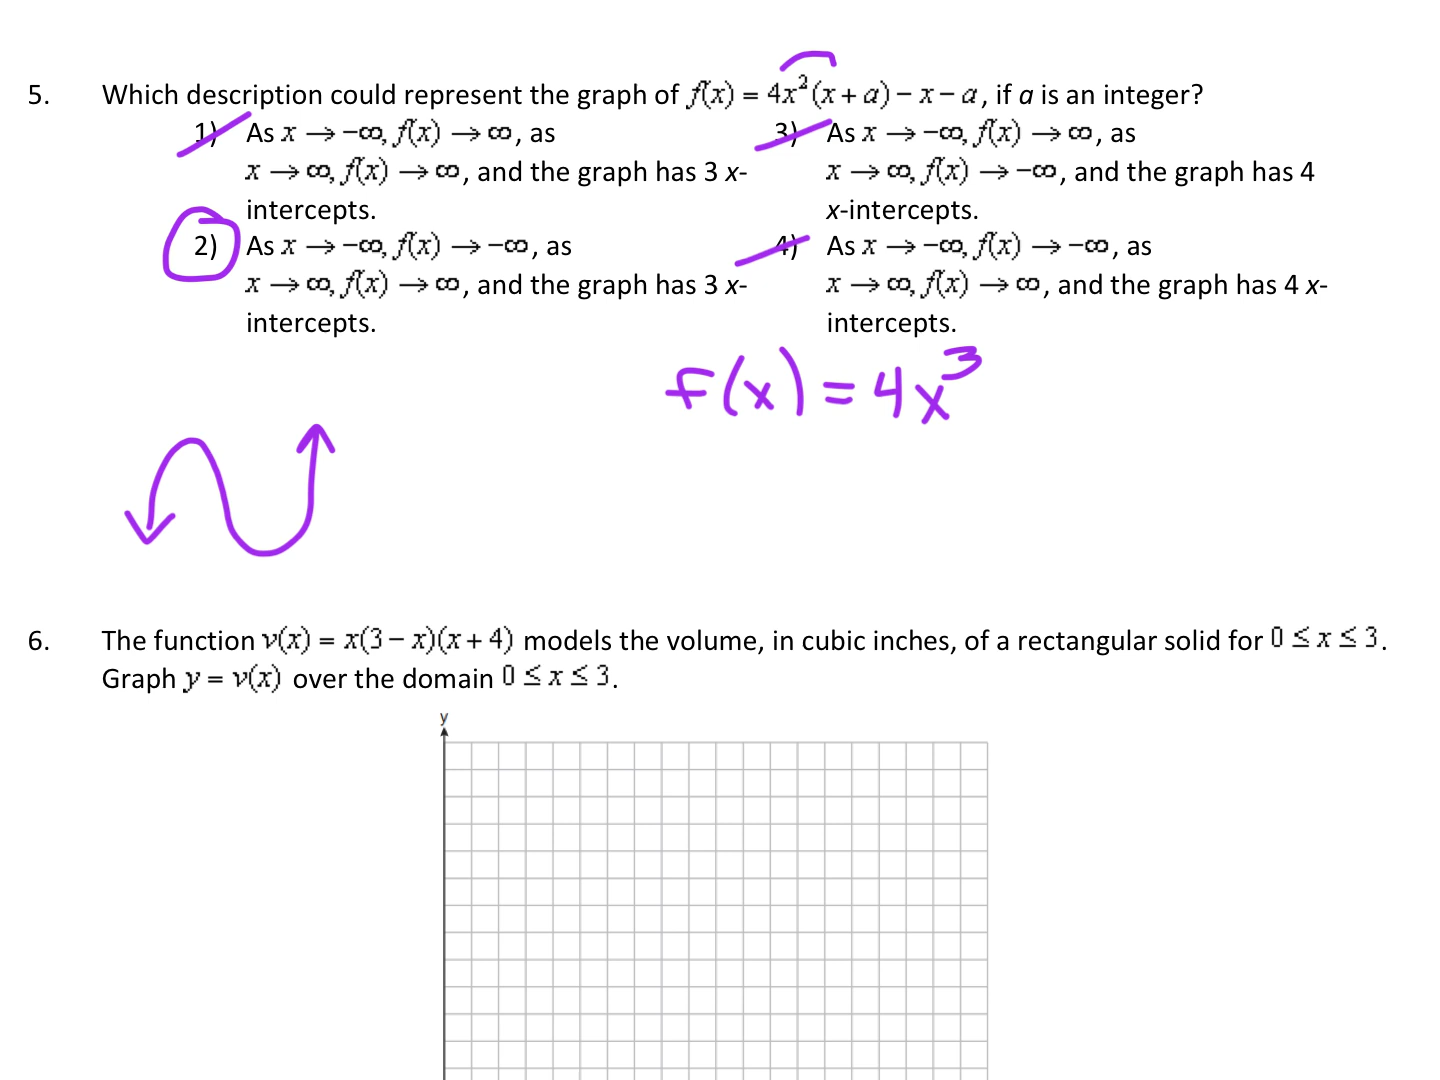 5. Which description could represent the graph of f(x) = 4x²(x + a) − x − a, if a is an integer?
1) As x → −∞, f(x) → ∞, as
x → ∞, f(x) → ∞, and the graph has 3 x-
intercepts.
2) As x → −∞, f(x) → −∞, as
x → ∞, f(x) → ∞, and the graph has 3 x-
intercepts.
3) As x → −∞, f(x) → ∞, as
x → ∞, f(x) → −∞, and the graph has 4
x-intercepts.
4) As x → −∞, f(x) → −∞, as
x → ∞, f(x) → ∞, and the graph has 4 x-
intercepts.
f(x) = 4x³
6. The function v(x) = x(3 − x)(x + 4) models the volume, in cubic inches, of a rectangular solid for 0 ≤ x ≤ 3.
Graph y = v(x) over the domain 0 ≤ x ≤ 3.
y